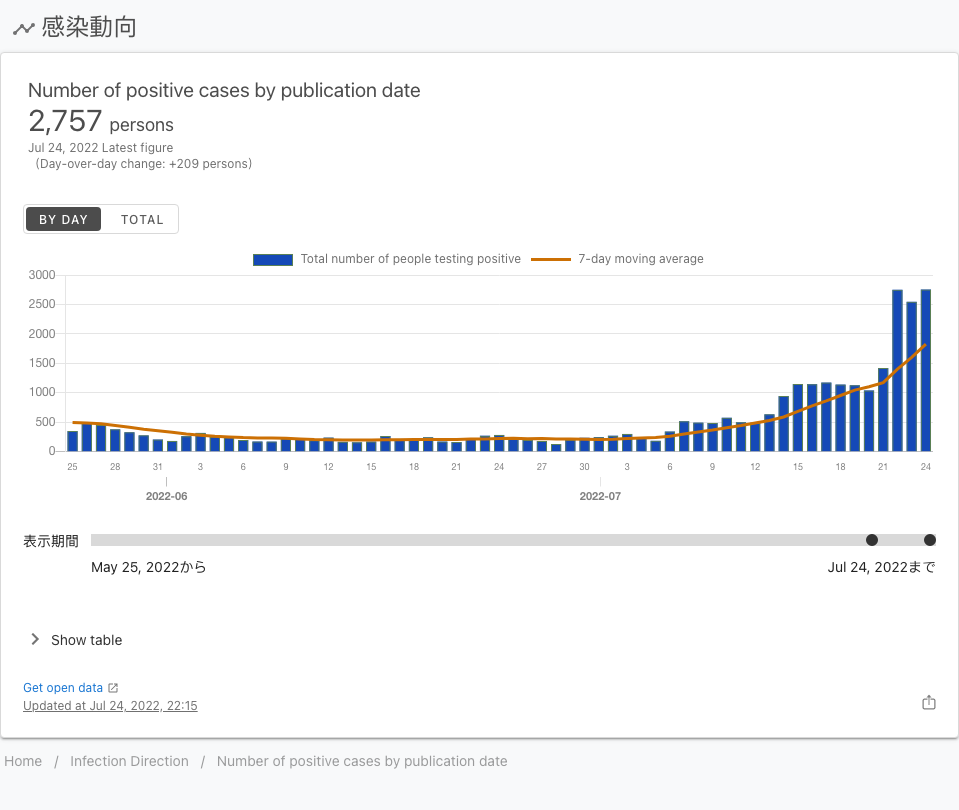 感染動向
Number of positive cases by publication date
2,757 persons
Jul 24, 2022 Latest figure
(Day-over-day change: +209 persons)
BY DAY TOTAL
Total number of people testing positive 7-day moving average
3000
2500
2000
1500
1000
500
0
25 28 31 3 6 9 12 15 18 21 24 27 30 3 6 9 12 15 18 21 24
2022-06 2022-07
表示期間
May 25, 2022から Jul 24, 2022まで
Show table
Get open data
Updated at Jul 24, 2022, 22:15
Home / Infection Direction / Number of positive cases by publication date